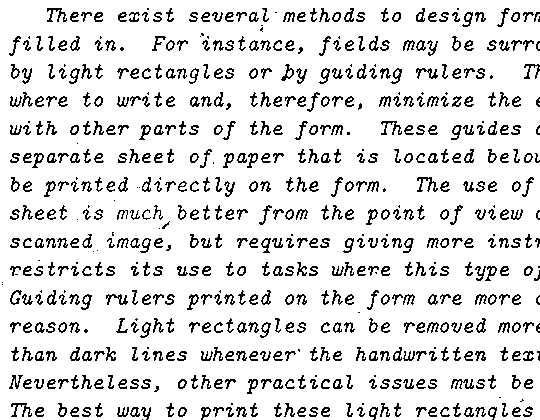 There exist several methods to design form
filled in. For instance, fields may be surro
by light rectangles or by guiding rulers. Th
where to write and, therefore, minimize the e
with other parts of the form. These guides
separate sheet of paper that is located below
be printed directly on the form. The use of
sheet is much better from the point of view
scanned image, but requires giving more instr
restricts its use to tasks where this type of
Guiding rulers printed on the form are more
reason. Light rectangles can be removed more
than dark lines whenever the handwritten text
Nevertheless, other practical issues must be
The best way to print these light rectangles